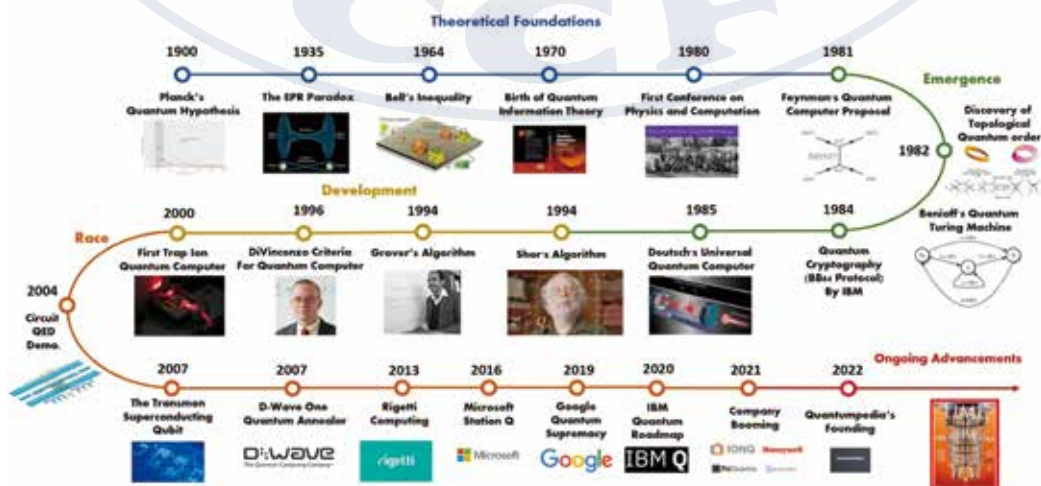 CCF
Theoretical Foundations
1900
1935
1964
1970
1980
1981
Planck's
Quantum Hypothesis
The EPR Paradox
Bell's Inequality
Birth of Quantum
Information Theory
First Conference on
Physics and Computation
Feynman's Quantum
Computer Proposal
Emergence
Discovery of
Topological
Quantum order
1982
Benioff's Quantum
Turing Machine
Development
2000
1996
1994
1994
1985
1984
Race
First Trap Ion
Quantum Computer
DiVincenzo Criteria
For Quantum Computer
Grover's Algorithm
Shor's Algorithm
Deutsch's Universal
Quantum Computer
Quantum
Cryptography
(BB84 Protocol)
By IBM
2004
Circuit
QED
Demo.
Ongoing Advancements
2007
2007
2013
2016
2019
2020
2021
2022
The Transmon
Superconducting
Qubit
D-Wave One
Quantum Annealer
Rigetti
Computing
Microsoft
Station Q
Google
Quantum
Supremacy
IBM
Quantum
Roadmap
Company
Booming
Quantumpedia's
Founding
D:WAVE
The Quantum Computing Company
rigetti
Microsoft
Google
IBM Q
IONQ Honeywell
PsiQuantum